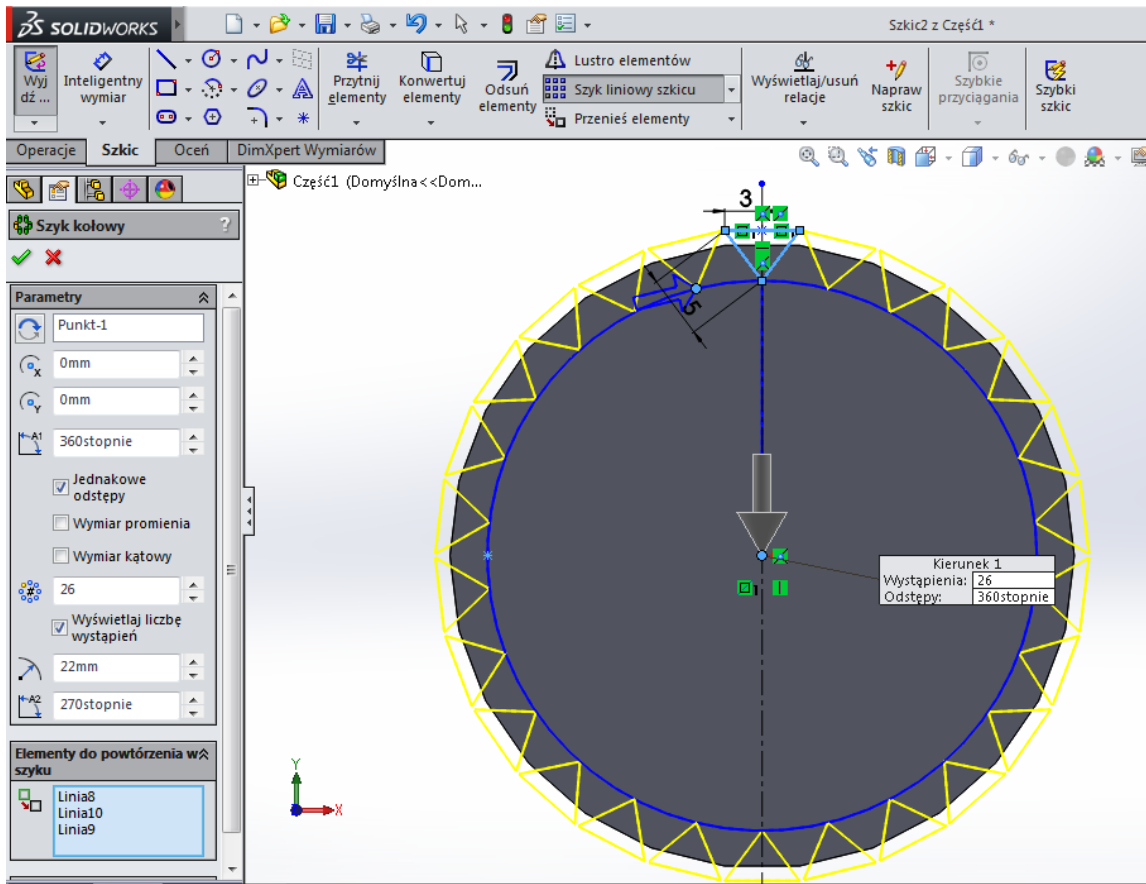 SOLIDWORKS
Szkic2 z Część1 *
Wyj
dź ...
Inteligentny
wymiar
Przytnij
elementy
Konwertuj
elementy
Odsuń
elementy
Lustro elementów
Szyk liniowy szkicu
Przenieś elementy
Wyświetlaj/usuń
relacje
Napraw
szkic
Szybkie
przyciągania
Szybki
szkic
Operacje Szkic Oceń DimXpert Wymiarów
Część1 (Domyślna<<Dom...
Szyk kołowy ?
Parametry
Punkt-1
X 0mm
Y 0mm
A1 360stopnie
Jednakowe
odstępy
Wymiar promienia
Wymiar kątowy
# 26
Wyświetlaj liczbę
wystąpień
22mm
A2 270stopnie
Elementy do powtórzenia w
szyku
Linia8
Linia10
Linia9
3
5
Kierunek 1
Wystąpienia: 26
Odstępy: 360stopnie
Y
X